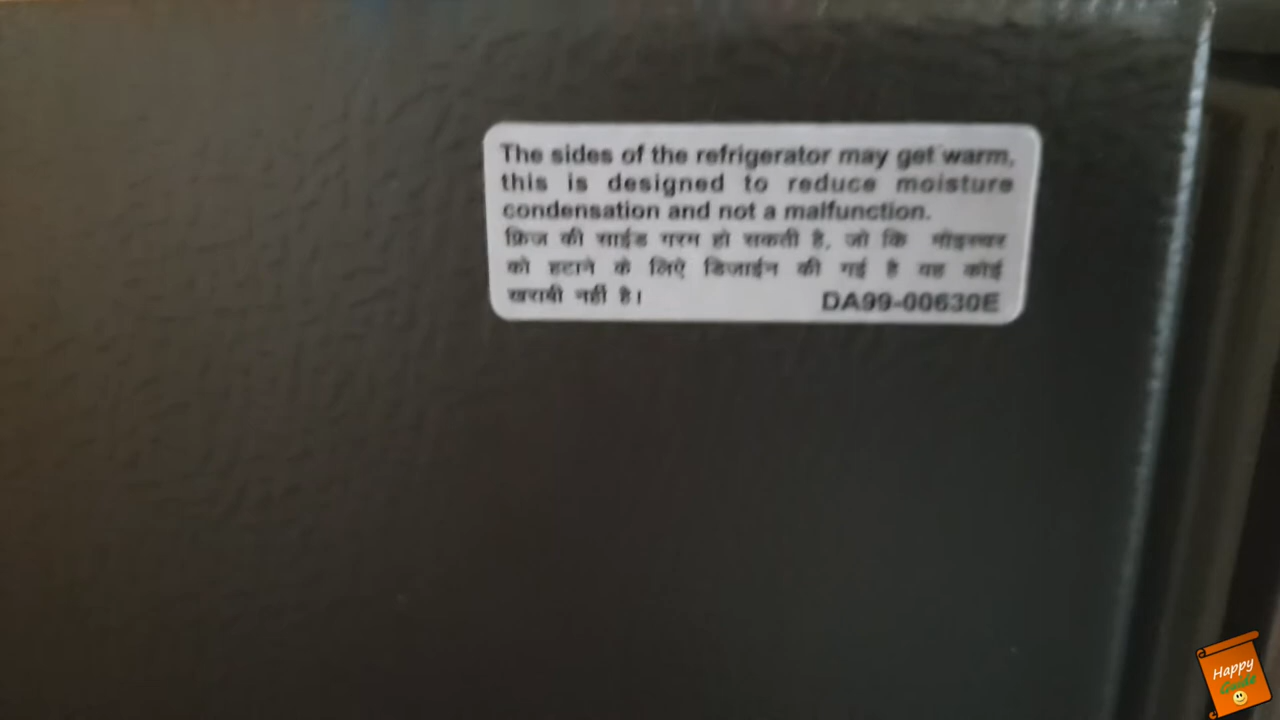 The sides of the refrigerator may get warm,
this is designed to reduce moisture
condensation and not a malfunction.
फ्रिज की साईड गरम हो सकती है, जो कि मोइस्चर
को हटाने के लिऐ डिजाईन की गई है यह कोई
खराबी नहीं है।
DA99-00630E
Happy
Guide